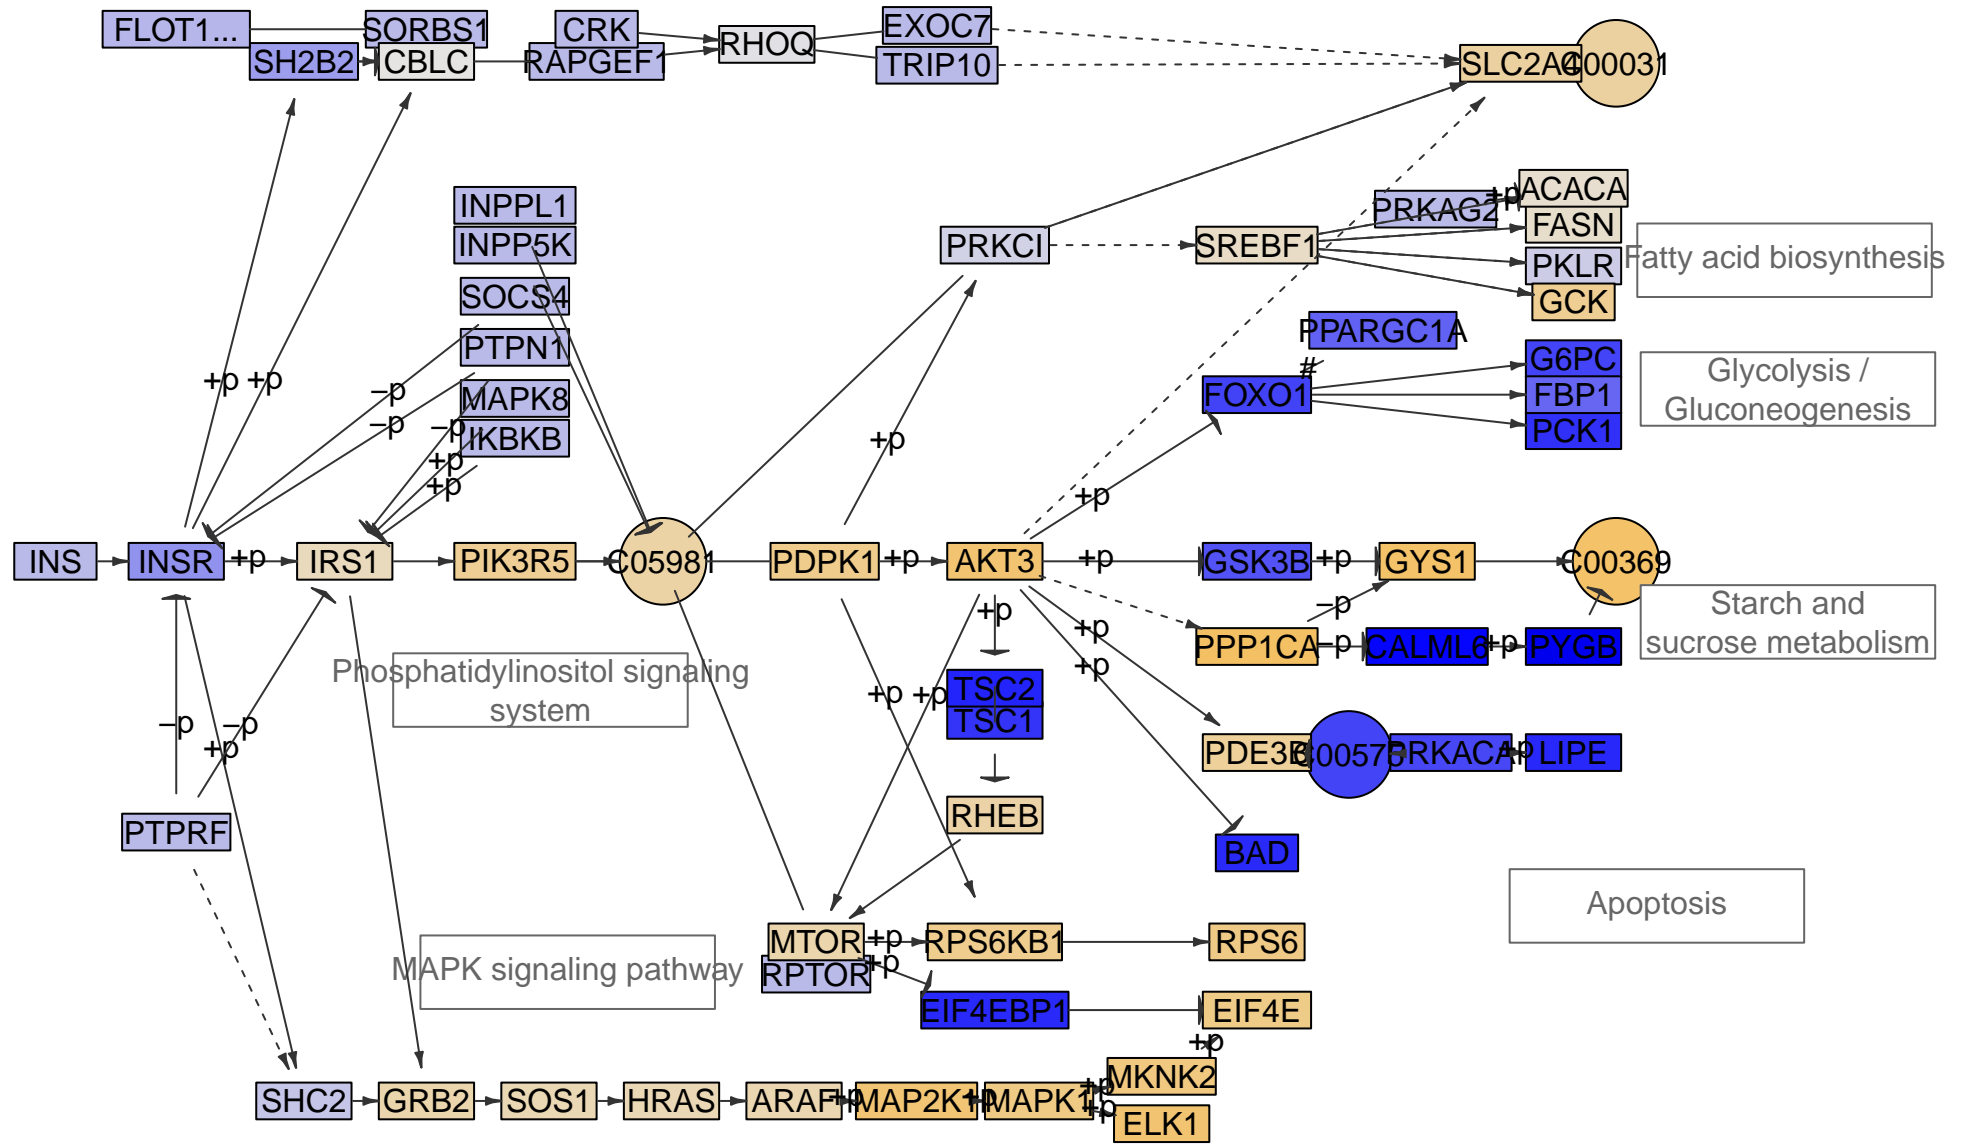 FLOT1...
SORBS1
CRK
EXOC7
SH2B2
CBLC
RAPGEF1
RHOQ
TRIP10
SLC2A4
C00031
INPPL1
INPP5K
SOCS4
PTPN1
MAPK8
IKBKB
PRKCI
SREBF1
PRKAG2
+p
ACACA
FASN
PKLR
GCK
Fatty acid biosynthesis
PPARGC1A
#
FOXO1
G6PC
FBP1
PCK1
Glycolysis /
Gluconeogenesis
+p
+p
–p
–p
–p
+p
+p
+p
+p
INS
INSR
+p
IRS1
PIK3R5
C05981
PDPK1
+p
AKT3
+p
GSK3B
+p
GYS1
C00369
–p
PPP1CA
–p
CALML6
+p
PYGB
Starch and
sucrose metabolism
Phosphatidylinositol signaling
system
+p
+p
+p
+p
+p
TSC2
TSC1
–p
+p
–p
PDE3B
C00575
PRKACA
+p
LIPE
PTPRF
RHEB
BAD
Apoptosis
MAPK signaling pathway
MTOR
RPTOR
+p
+p
RPS6KB1
RPS6
EIF4EBP1
EIF4E
+p
SHC2
GRB2
SOS1
HRAS
ARAF
+p
MAP2K1
+p
MAPK1
+p
+p
MKNK2
ELK1